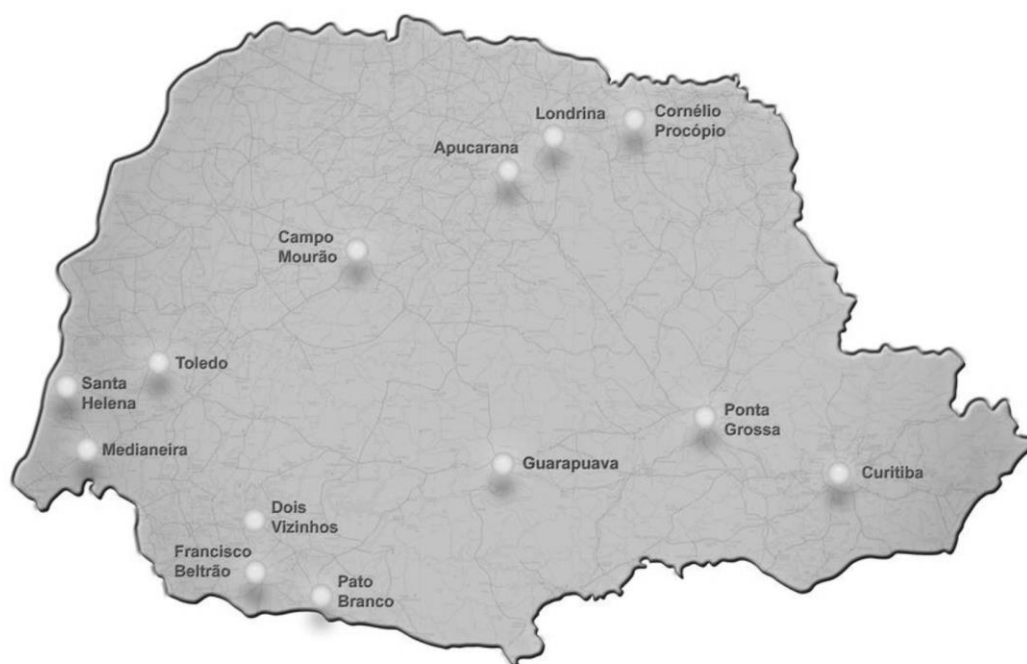 Londrina
Cornélio
Procópio
Apucarana
Campo
Mourão
Toledo
Santa
Helena
Medianeira
Ponta
Grossa
Guarapuava
Curitiba
Dois
Vizinhos
Francisco
Beltrão
Pato
Branco